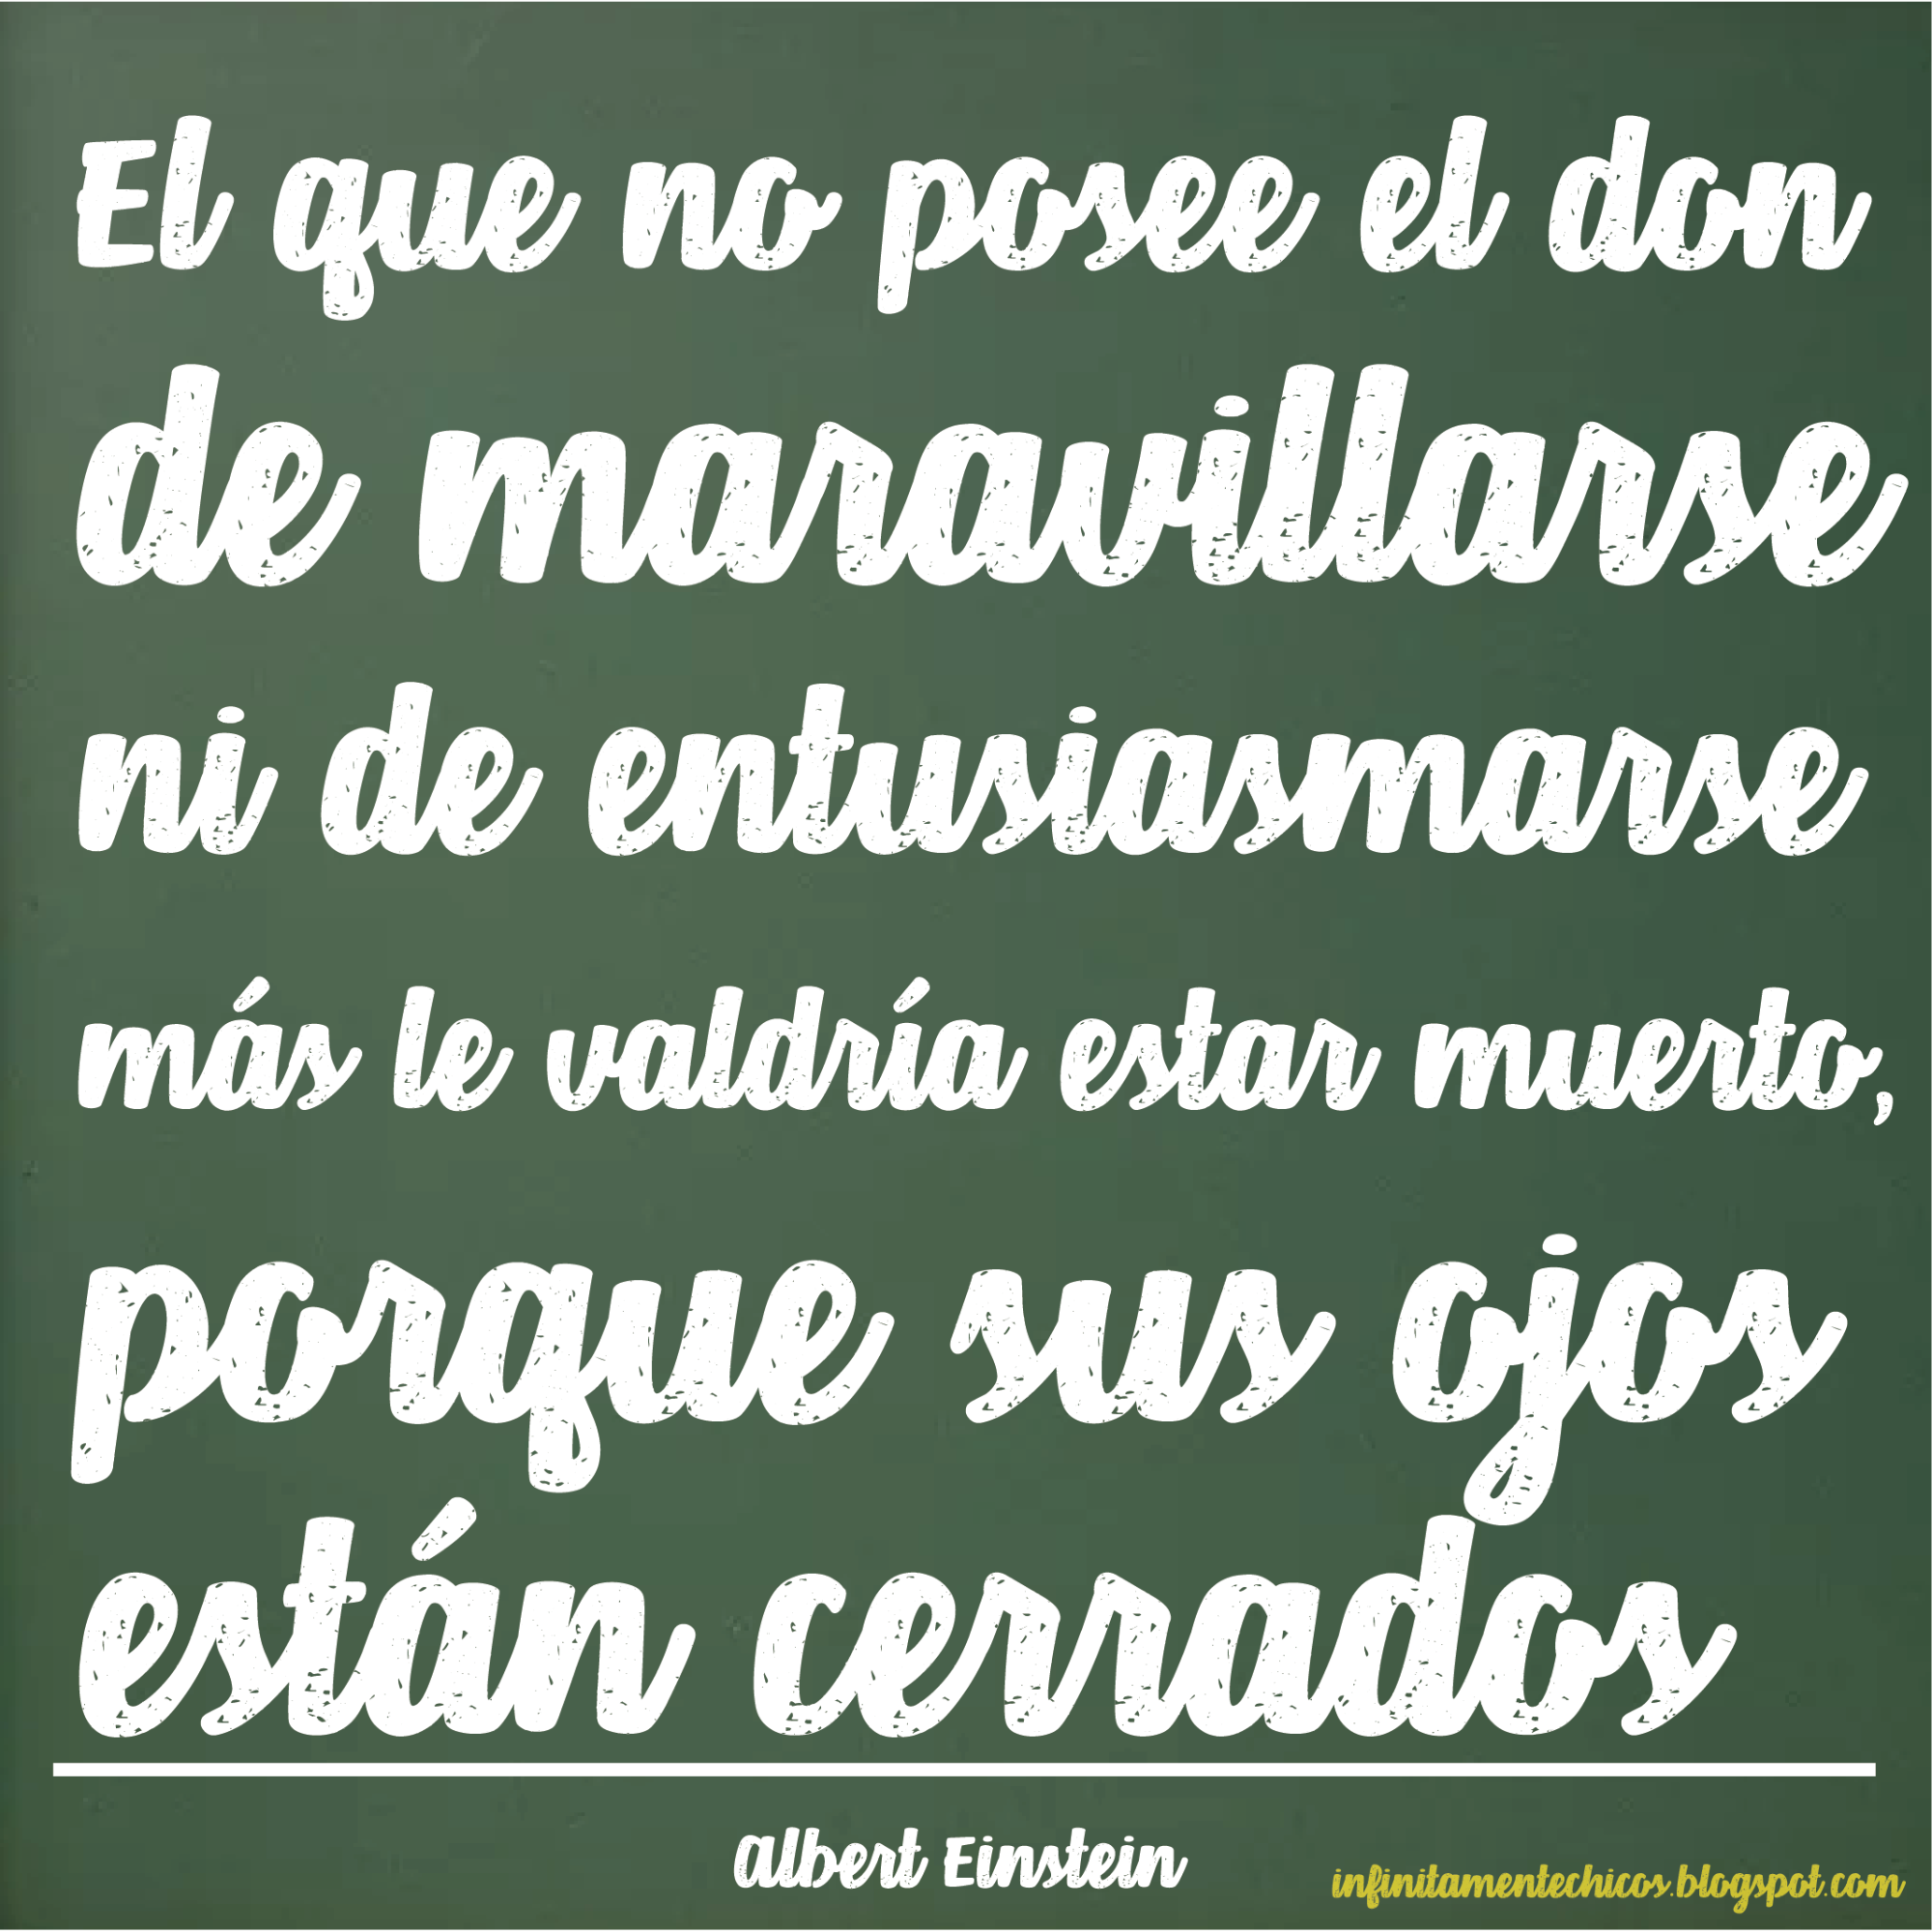 El que no posee el don
de maravillarse
ni de entusiasmarse
más le valdría estar muerto,
porque sus ojos
están cerrados
albert Einstein
infinitamentechicos.blogspot.com